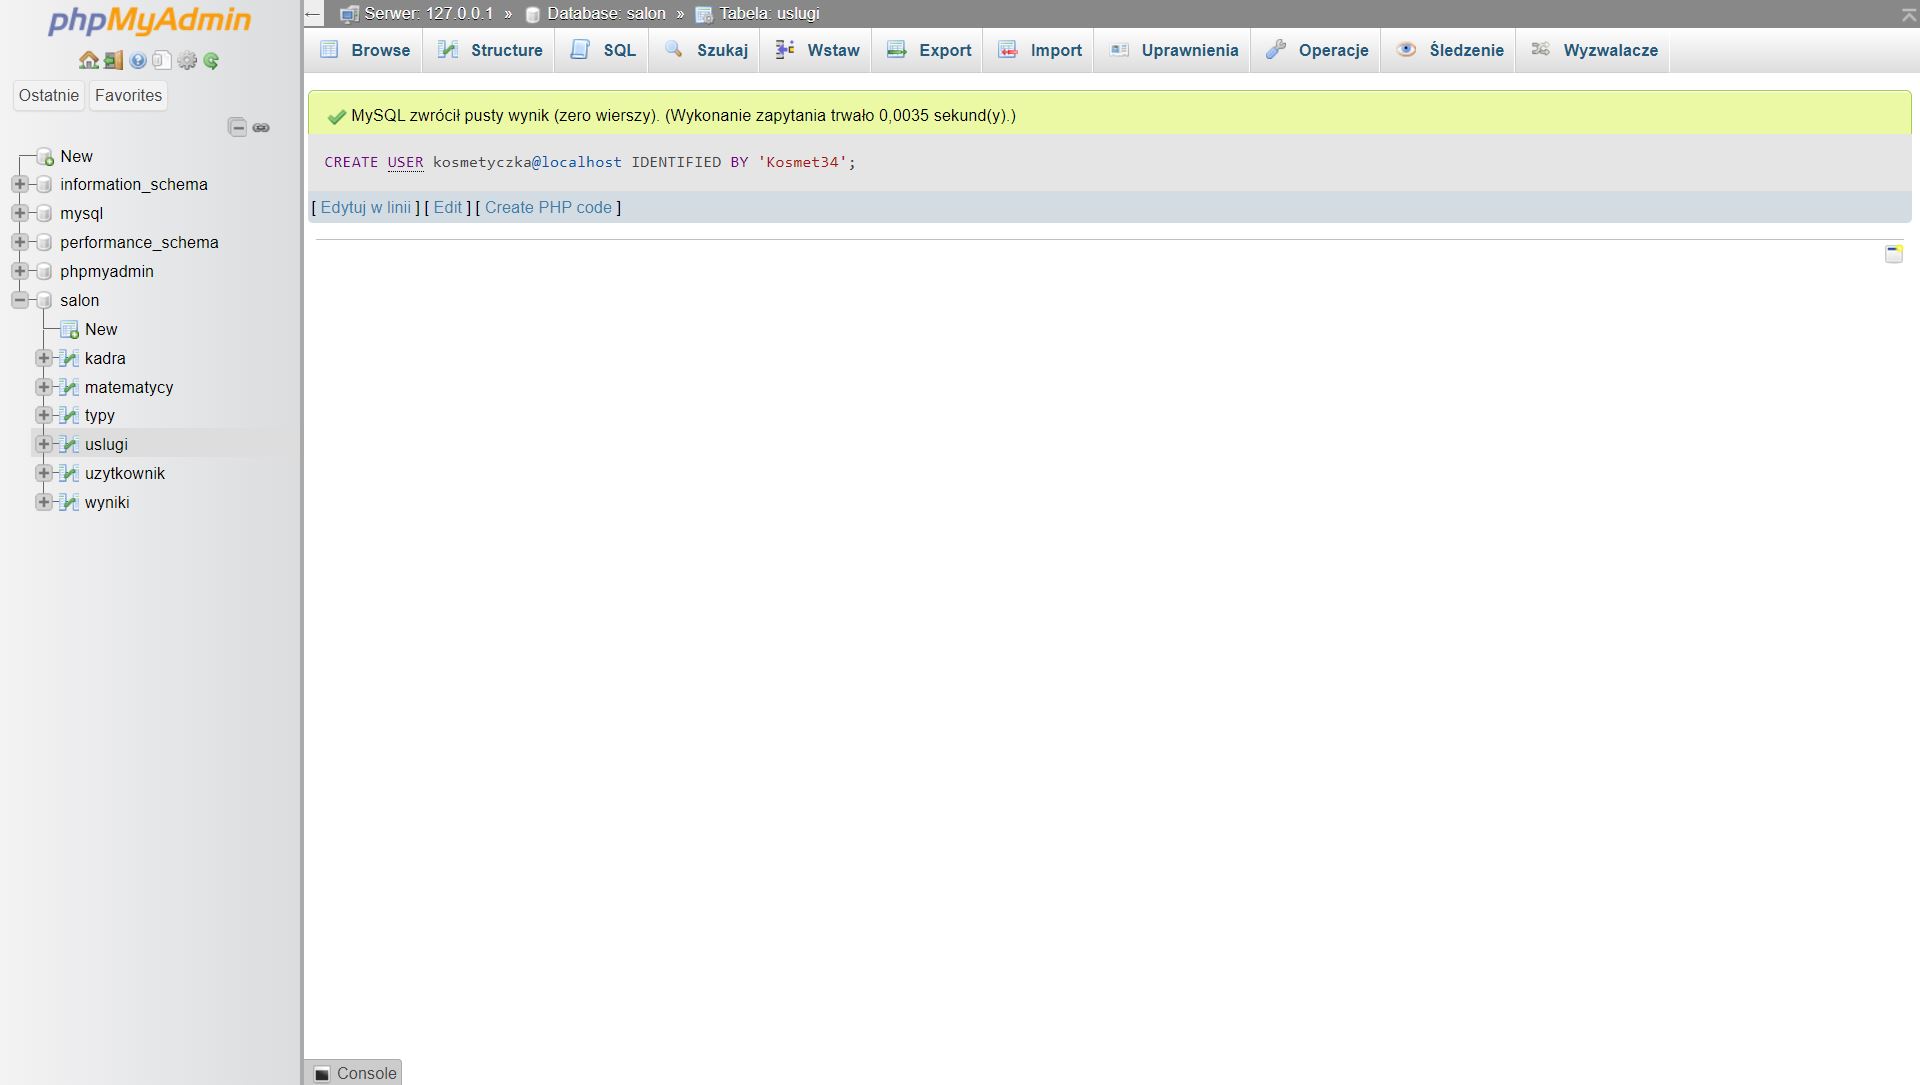 phpMyAdmin
Ostatnie Favorites
New
information_schema
mysql
performance_schema
phpmyadmin
salon
New
kadra
matematycy
typy
uslugi
uzytkownik
wyniki
← Serwer: 127.0.0.1 » Database: salon » Tabela: uslugi
Browse Structure SQL Szukaj Wstaw Export Import Uprawnienia Operacje Śledzenie Wyzwalacze
MySQL zwrócił pusty wynik (zero wierszy). (Wykonanie zapytania trwało 0,0035 sekund(y).)
CREATE USER kosmetyczka@localhost IDENTIFIED BY 'Kosmet34';
[ Edytuj w linii ] [ Edit ] [ Create PHP code ]
Console